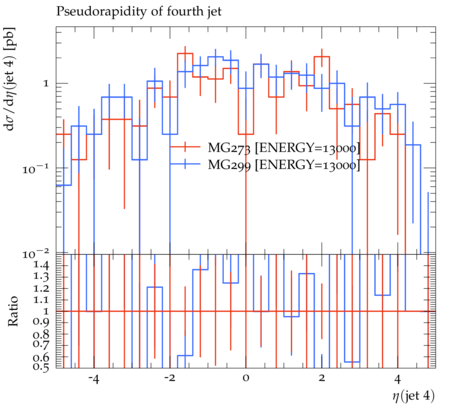 Pseudorapidity of fourth jet
dσ/dη(jet 4) [pb]
1
10⁻¹
10⁻²
MG273 [ENERGY=13000]
MG299 [ENERGY=13000]
Ratio
1.4
1.3
1.2
1.1
1
0.9
0.8
0.7
0.6
0.5
-4 -2 0 2 4
η(jet 4)